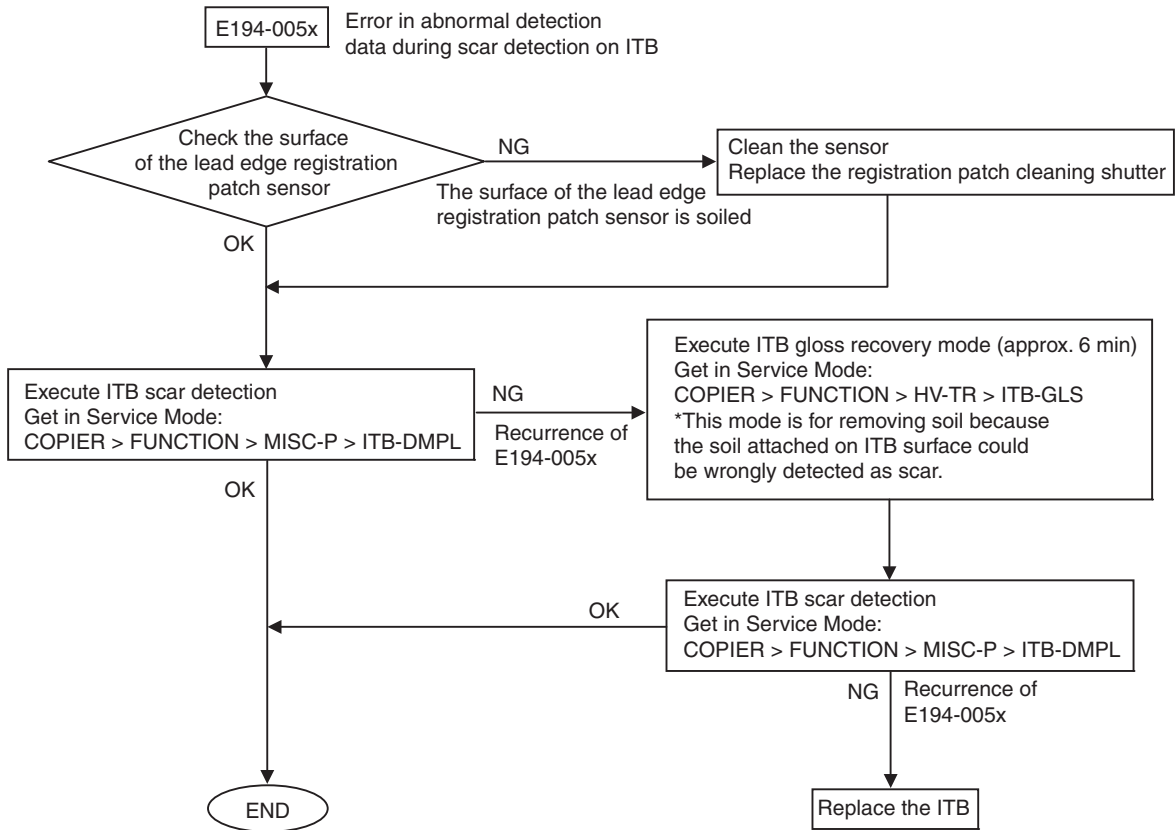 E194-005x
Error in abnormal detection
data during scar detection on ITB
Check the surface
of the lead edge registration
patch sensor
NG
The surface of the lead edge
registration patch sensor is soiled
Clean the sensor
Replace the registration patch cleaning shutter
OK
Execute ITB scar detection
Get in Service Mode:
COPIER > FUNCTION > MISC-P > ITB-DMPL
NG
Recurrence of
E194-005x
Execute ITB gloss recovery mode (approx. 6 min)
Get in Service Mode:
COPIER > FUNCTION > HV-TR > ITB-GLS
*This mode is for removing soil because
the soil attached on ITB surface could
be wrongly detected as scar.
OK
Execute ITB scar detection
Get in Service Mode:
COPIER > FUNCTION > MISC-P > ITB-DMPL
OK
NG
Recurrence of
E194-005x
END
Replace the ITB